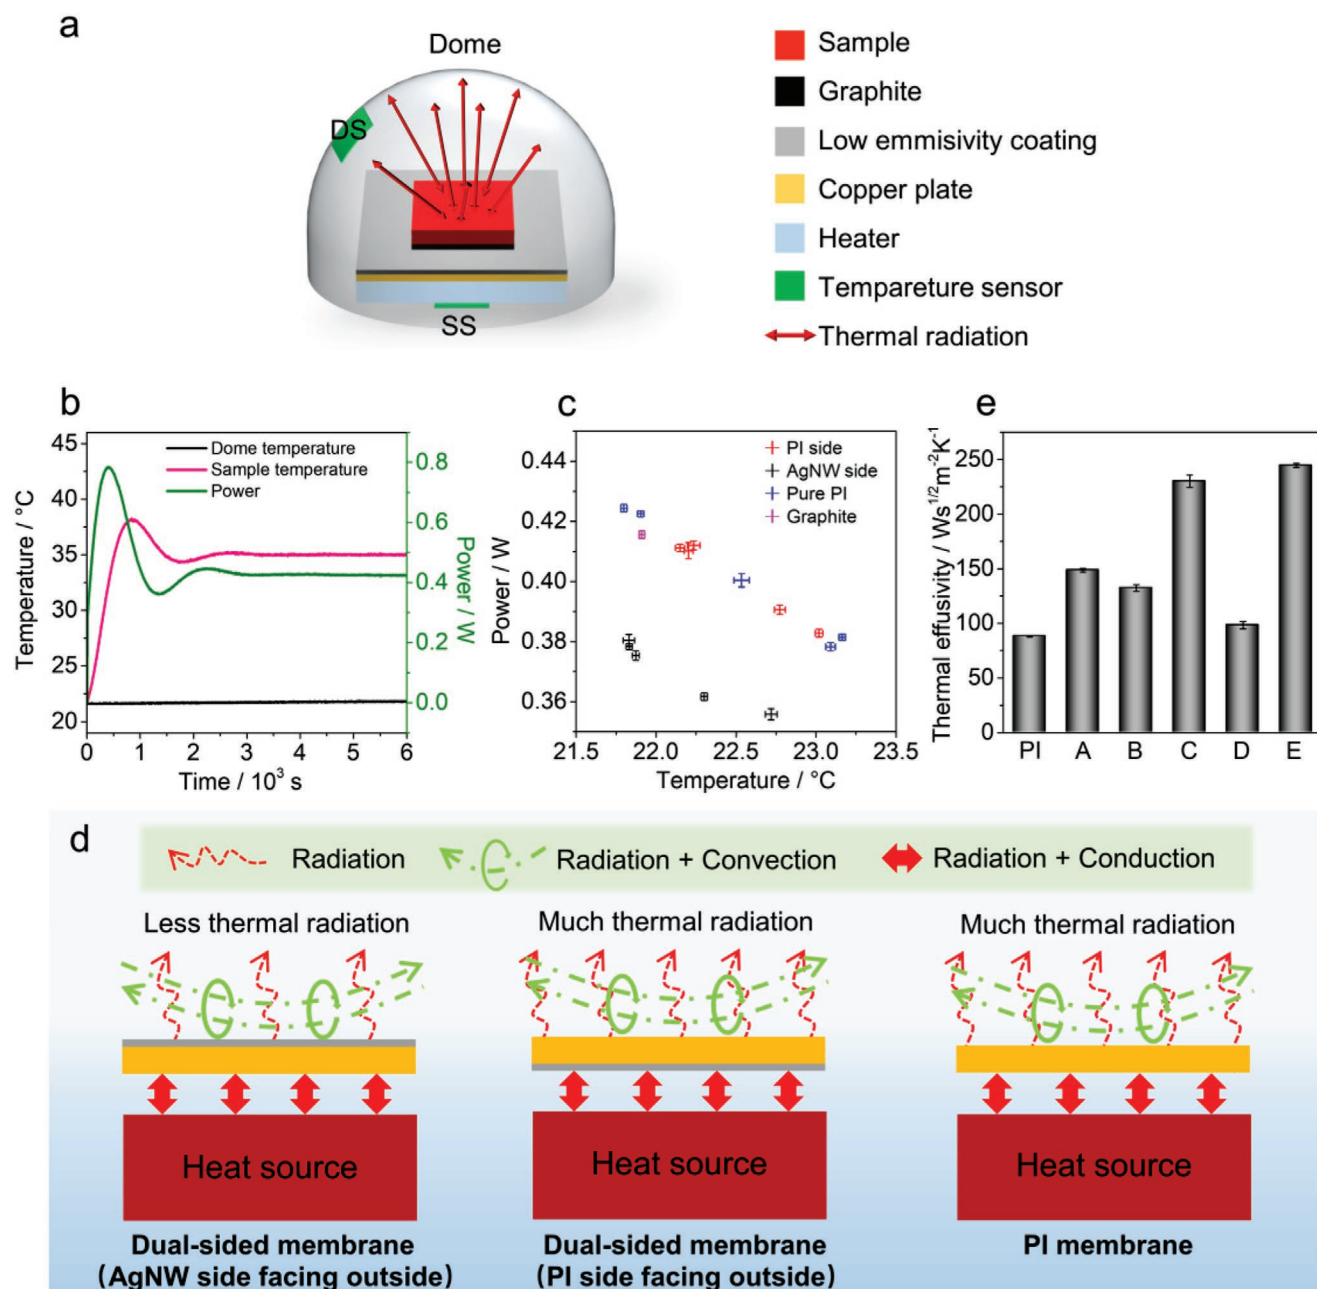 a
Dome
DS
SS
Sample
Graphite
Low emmisivity coating
Copper plate
Heater
Tempareture sensor
Thermal radiation
b
Dome temperature
Sample temperature
Power
45
40
35
30
25
20
Temperature / °C
0.8
0.6
0.4
0.2
0.0
Power / W
0 1 2 3 4 5 6
Time / 10³ s
c
PI side
AgNW side
Pure PI
Graphite
0.44
0.42
0.40
0.38
0.36
Power / W
21.5 22.0 22.5 23.0 23.5
Temperature / °C
e
250
200
150
100
50
0
Thermal effusivity / Ws^1/2 m^-2 K^-1
PI A B C D E
d
Radiation Radiation + Convection Radiation + Conduction
Less thermal radiation Much thermal radiation Much thermal radiation
Heat source Heat source Heat source
Dual-sided membrane Dual-sided membrane PI membrane
(AgNW side facing outside) (PI side facing outside)